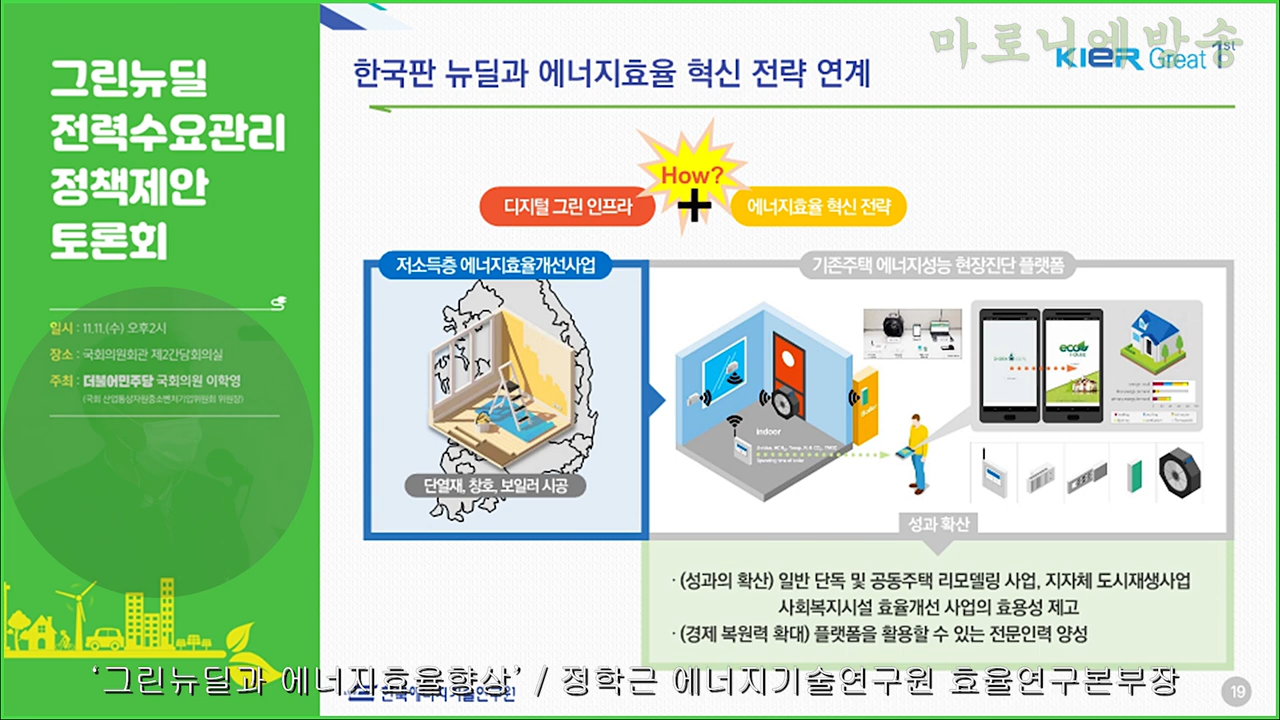 그린뉴딜
전력수요관리
정책제안
토론회
일시 : 11.11.(수) 오후2시
장소 : 국회의원회관 제2간담회의실
주최 : 더불어민주당 국회의원 이학영
(국회 산업통상자원중소벤처기업위원회 위원장)
마로니에방송
KIER Great 1st
한국판 뉴딜과 에너지효율 혁신 전략 연계
How?
디지털 그린 인프라
+
에너지효율 혁신 전략
저소득층 에너지효율개선사업
기존주택 에너지성능 현장진단 플랫폼
단열재, 창호, 보일러 시공
indoor
eco
성과 확산
· (성과의 확산) 일반 단독 및 공동주택 리모델링 사업, 지자체 도시재생사업
사회복지시설 효율개선 사업의 효용성 제고
· (경제 복원력 확대) 플랫폼을 활용할 수 있는 전문인력 양성
한국에너지기술연구원
19
‘그린뉴딜과 에너지효율향상’ / 정학근 에너지기술연구원 효율연구본부장